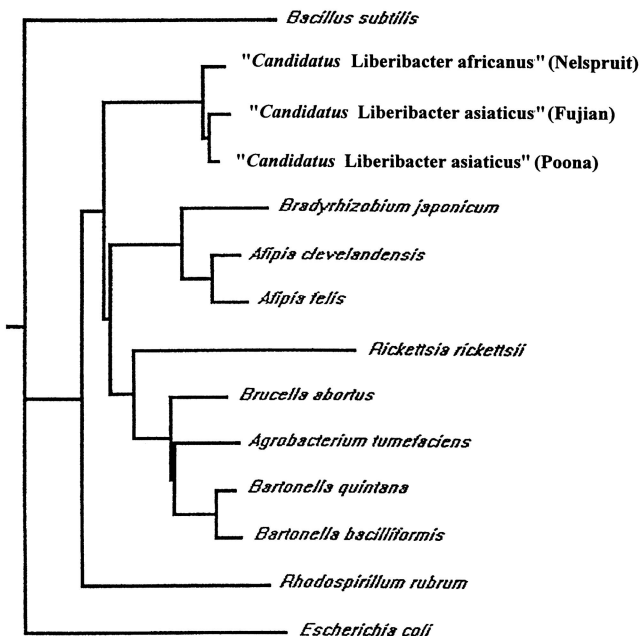 Bacillus subtilis
"Candidatus Liberibacter africanus" (Nelspruit)
"Candidatus Liberibacter asiaticus" (Fujian)
"Candidatus Liberibacter asiaticus" (Poona)
Bradyrhizobium japonicum
Afipia clevelandensis
Afipia felis
Rickettsia rickettsii
Brucella abortus
Agrobacterium tumefaciens
Bartonella quintana
Bartonella bacilliformis
Rhodospirillum rubrum
Escherichia coli